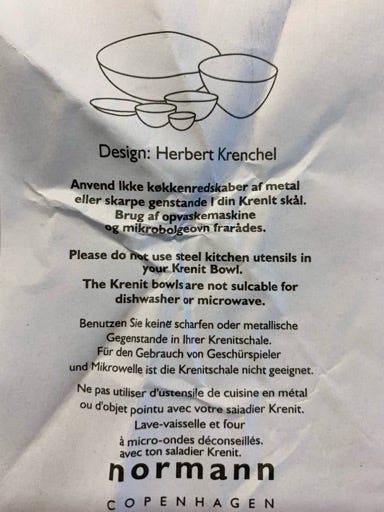 Design: Herbert Krenchel
Anvend ikke køkkenredskaber af metal
eller skarpe genstande I din Krenit skål.
Brug af opvaskemaskine
og mikrobolgeovn frarådes.
Please do not use steel kitchen utensils in
your Krenit Bowl.
The Krenit bowls are not sulcable for
dishwasher or microwave.
Benutzen Sie keine scharfen oder metallische
Gegenstande in Ihrer Krenitschale.
Für den Gebrauch von Geschürspieler
und Mikrowelle ist die Krenitschale nicht geeignet.
Ne pas utiliser d'ustensile de cuisine en métal
ou d'objet pointu avec votre saiadier Krenit.
Lave-vaisselle et four
à micro-ondes déconseillés.
avec ton saladier Krenit.
normann
COPENHAGEN